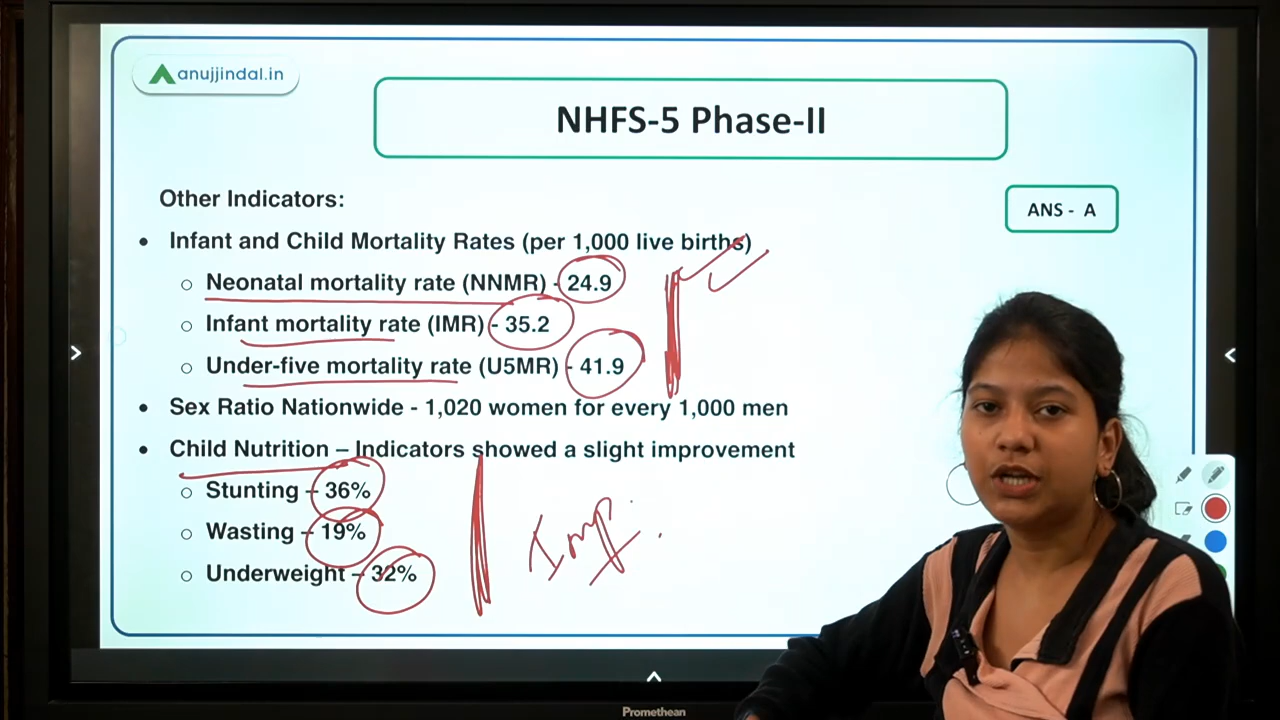 anujjindal.in
NHFS-5 Phase-II
Other Indicators:
ANS - A
• Infant and Child Mortality Rates (per 1,000 live births)
○ Neonatal mortality rate (NNMR) - 24.9
○ Infant mortality rate (IMR) - 35.2
○ Under-five mortality rate (U5MR) - 41.9
• Sex Ratio Nationwide - 1,020 women for every 1,000 men
• Child Nutrition – Indicators showed a slight improvement
○ Stunting – 36%
○ Wasting – 19%
○ Underweight – 32%
Imp.
Promethean